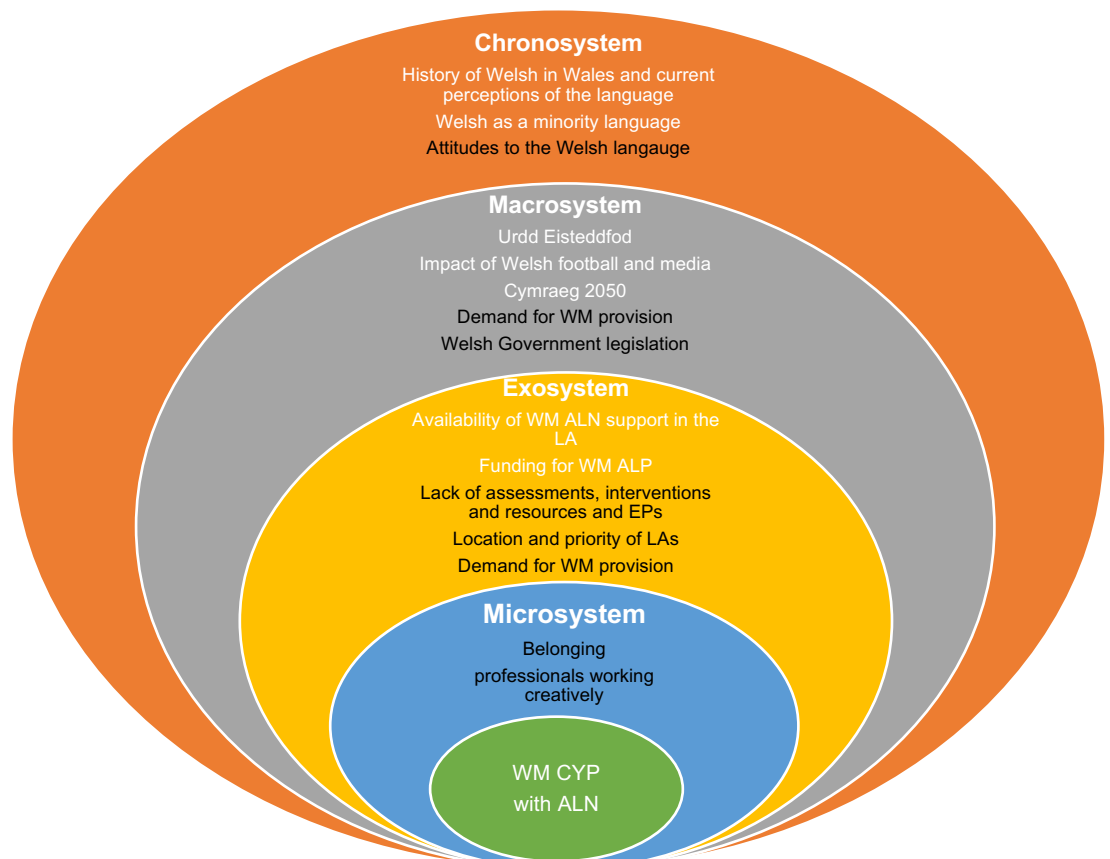 Chronosystem
History of Welsh in Wales and current
perceptions of the language
Welsh as a minority language
Attitudes to the Welsh langauge
Macrosystem
Urdd Eisteddfod
Impact of Welsh football and media
Cymraeg 2050
Demand for WM provision
Welsh Government legislation
Exosystem
Availability of WM ALN support in the
LA
Funding for WM ALP
Lack of assessments, interventions
and resources and EPs
Location and priority of LAs
Demand for WM provision
Microsystem
Belonging
professionals working
creatively
WM CYP
with ALN